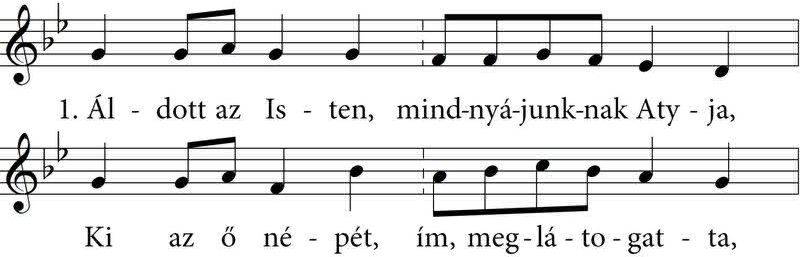 1. Ál - dott az Is - ten, mind-nyá-junk-nak Aty - ja,
Ki az ő né - pét, ím, meg-lá-to-gat-ta,